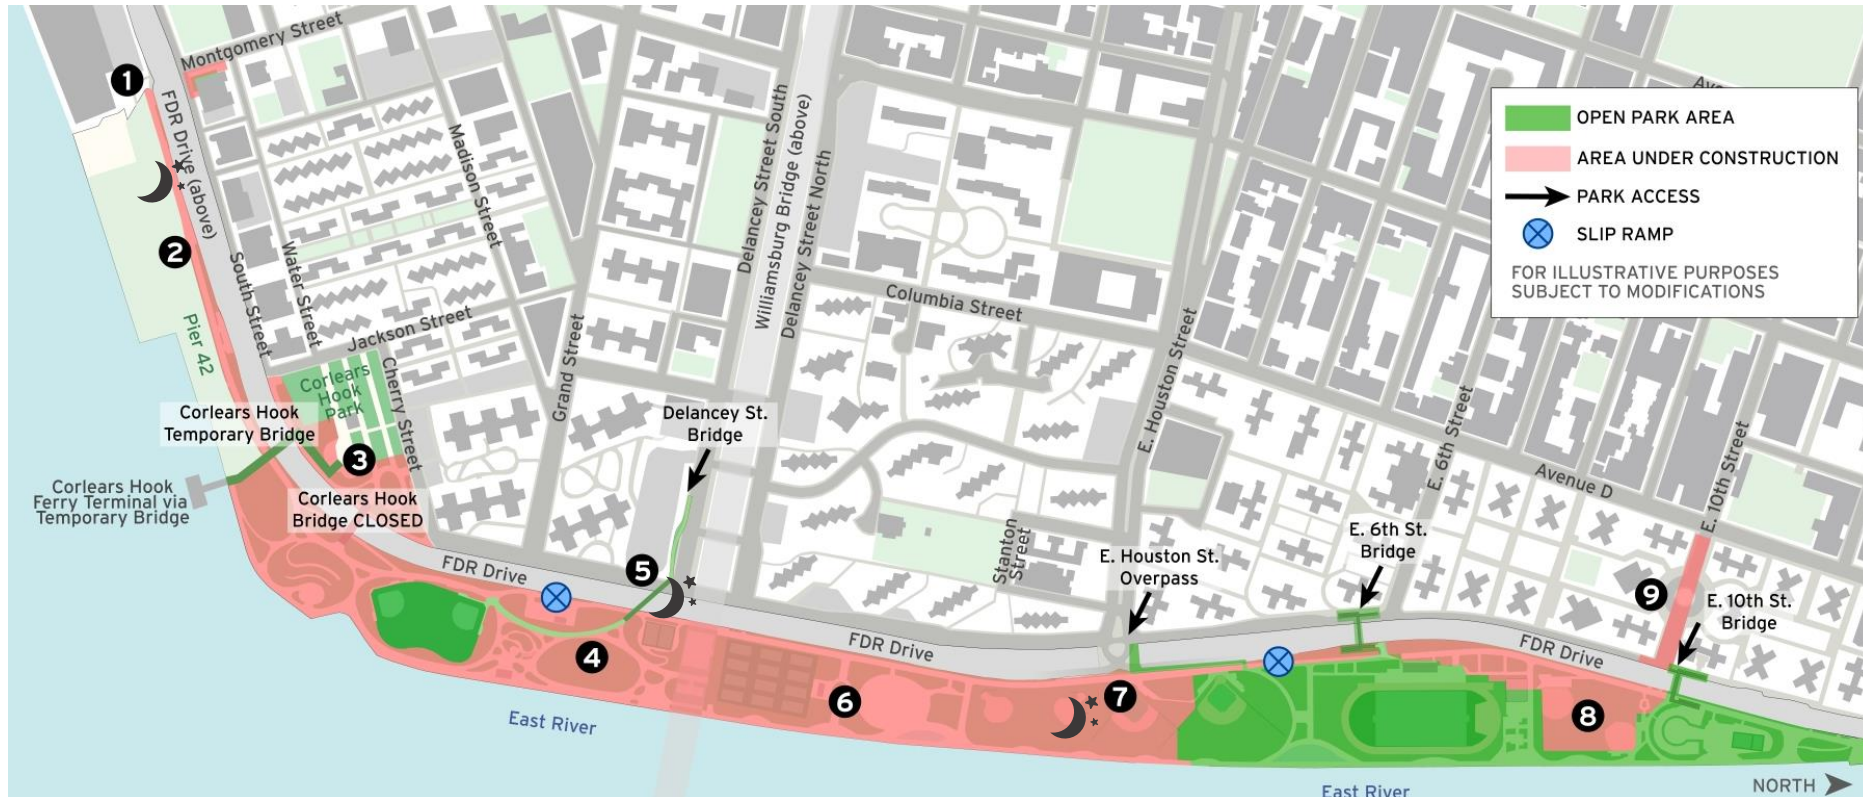 Montgomery Street
1
FDR Drive (above)
2
Madison Street
Water Street
South Street
Pier 42
Jackson Street
Corlears
Hook
Park
Cherry Street
Corlears Hook
Temporary Bridge
3
Corlears Hook
Ferry Terminal via
Temporary Bridge
Corlears Hook
Bridge CLOSED
Grand Street
Delancey Street South
Williamsburg Bridge (above)
Delancey Street North
Delancey St.
Bridge
FDR Drive
5
4
East River
Columbia Street
E. Houston Street
Stanton
Street
E. Houston St.
Overpass
FDR Drive
6
7
E. 6th Street
E. 6th St.
Bridge
Avenue D
E. 10th Street
9
E. 10th St.
Bridge
FDR Drive
8
East River
NORTH
OPEN PARK AREA
AREA UNDER CONSTRUCTION
PARK ACCESS
SLIP RAMP
FOR ILLUSTRATIVE PURPOSES
SUBJECT TO MODIFICATIONS